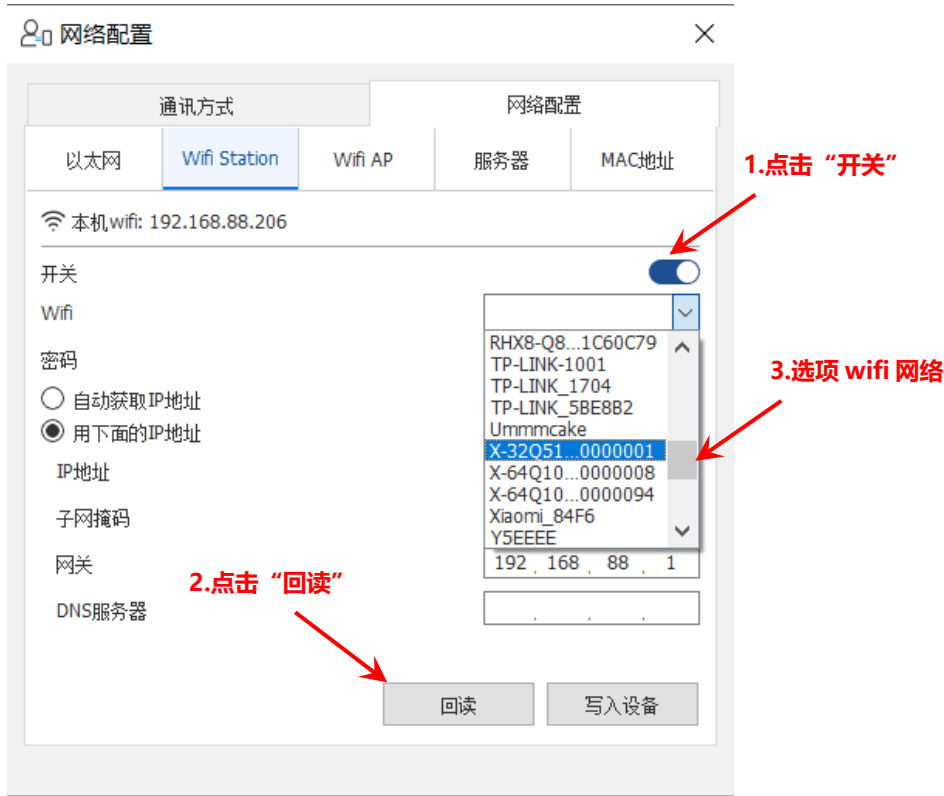 网络配置
通讯方式 网络配置
以太网 Wifi Station Wifi AP 服务器 MAC地址
1.点击“开关”
本机wifi: 192.168.88.206
开关
Wifi
密码
RHX8-Q8...1C60C79
TP-LINK-1001
TP-LINK_1704
TP-LINK_5BE8B2
Ummmcake
X-32Q51...0000001
X-64Q10...0000008
X-64Q10...0000094
Xiaomi_84F6
Y5EEEE
3.选项 wifi 网络
自动获取IP地址
用下面的IP地址
IP地址
子网掩码
网关 192 . 168 . 88 . 1
2.点击“回读”
DNS服务器 . . .
回读 写入设备